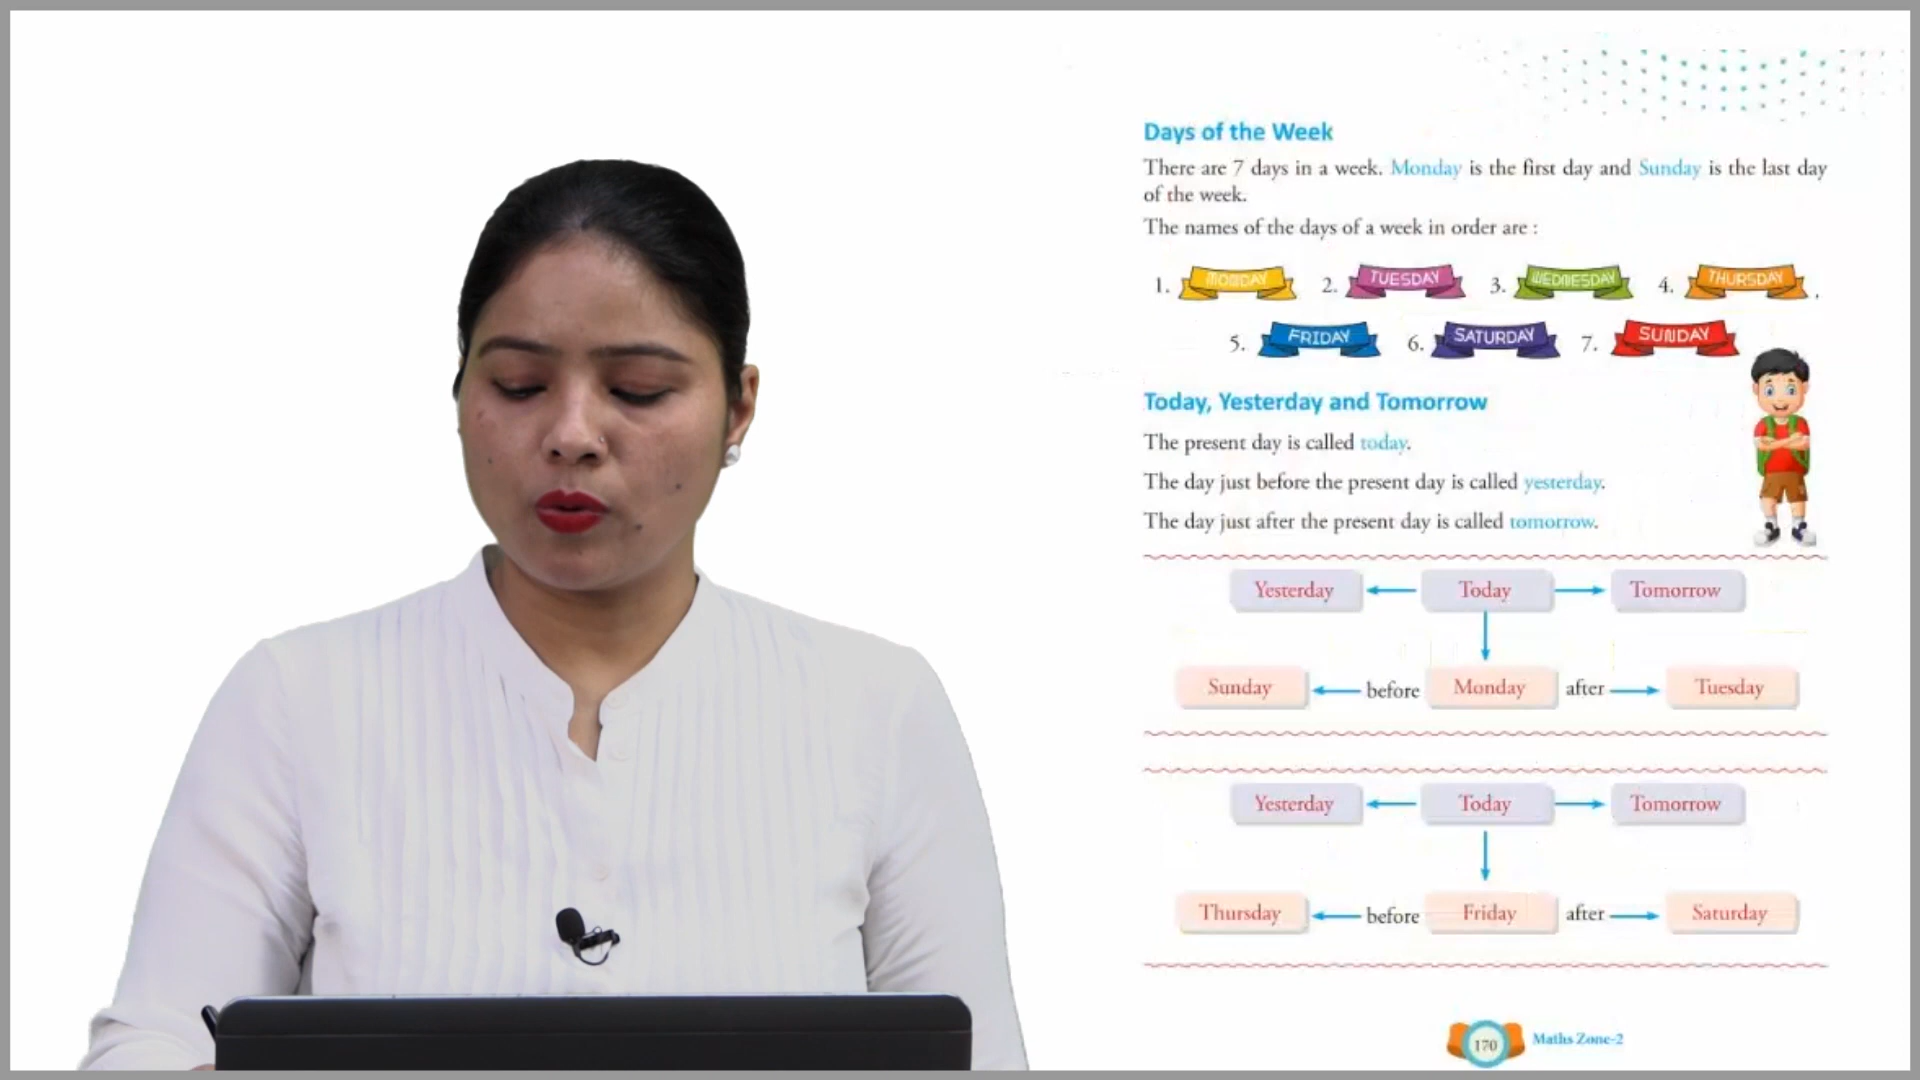 Days of the Week
There are 7 days in a week. Monday is the first day and Sunday is the last day
of the week.
The names of the days of a week in order are :
1. MONDAY 2. TUESDAY 3. WEDNESDAY 4. THURSDAY ,
5. FRIDAY 6. SATURDAY 7. SUNDAY
Today, Yesterday and Tomorrow
The present day is called today.
The day just before the present day is called yesterday.
The day just after the present day is called tomorrow.
Yesterday Today Tomorrow
Sunday before Monday after Tuesday
Yesterday Today Tomorrow
Thursday before Friday after Saturday
170 Maths Zone-2